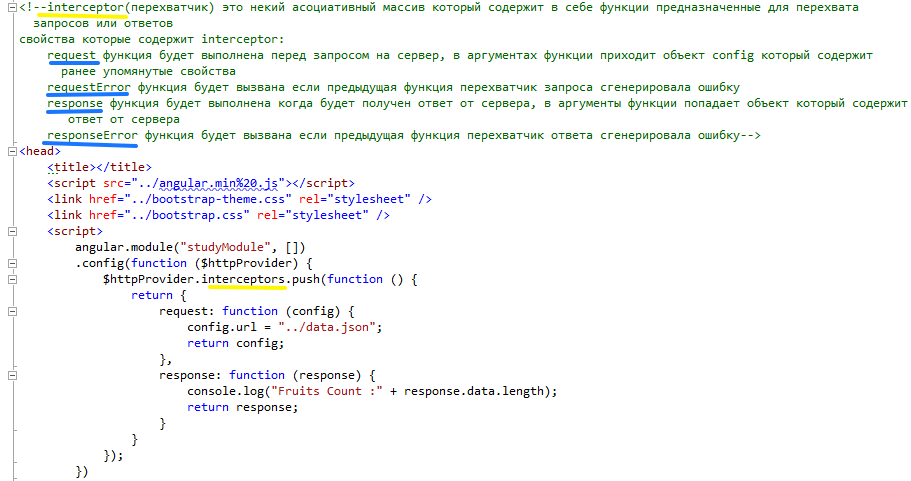 <!--interceptor(перехватчик) это некий асоциативный массив который содержит в себе функции предназначенные для перехвата
запросов или ответов
свойства которые содержит interceptor:
request функция будет выполнена перед запросом на сервер, в аргументах функции приходит объект config который содержит
ранее упомянутые свойства
requestError функция будет вызвана если предыдущая функция перехватчик запроса сгенерировала ошибку
response функция будет выполнена когда будет получен ответ от сервера, в аргументы функции попадает объект который содержит
ответ от сервера
responseError функция будет вызвана если предыдущая функция перехватчик ответа сгенерировала ошибку-->
<head>
<title></title>
<script src="../angular.min%20.js"></script>
<link href="../bootstrap-theme.css" rel="stylesheet" />
<link href="../bootstrap.css" rel="stylesheet" />
<script>
angular.module("studyModule", [])
.config(function ($httpProvider) {
$httpProvider.interceptors.push(function () {
return {
request: function (config) {
config.url = "../data.json";
return config;
},
response: function (response) {
console.log("Fruits Count :" + response.data.length);
return response;
}
}
});
})